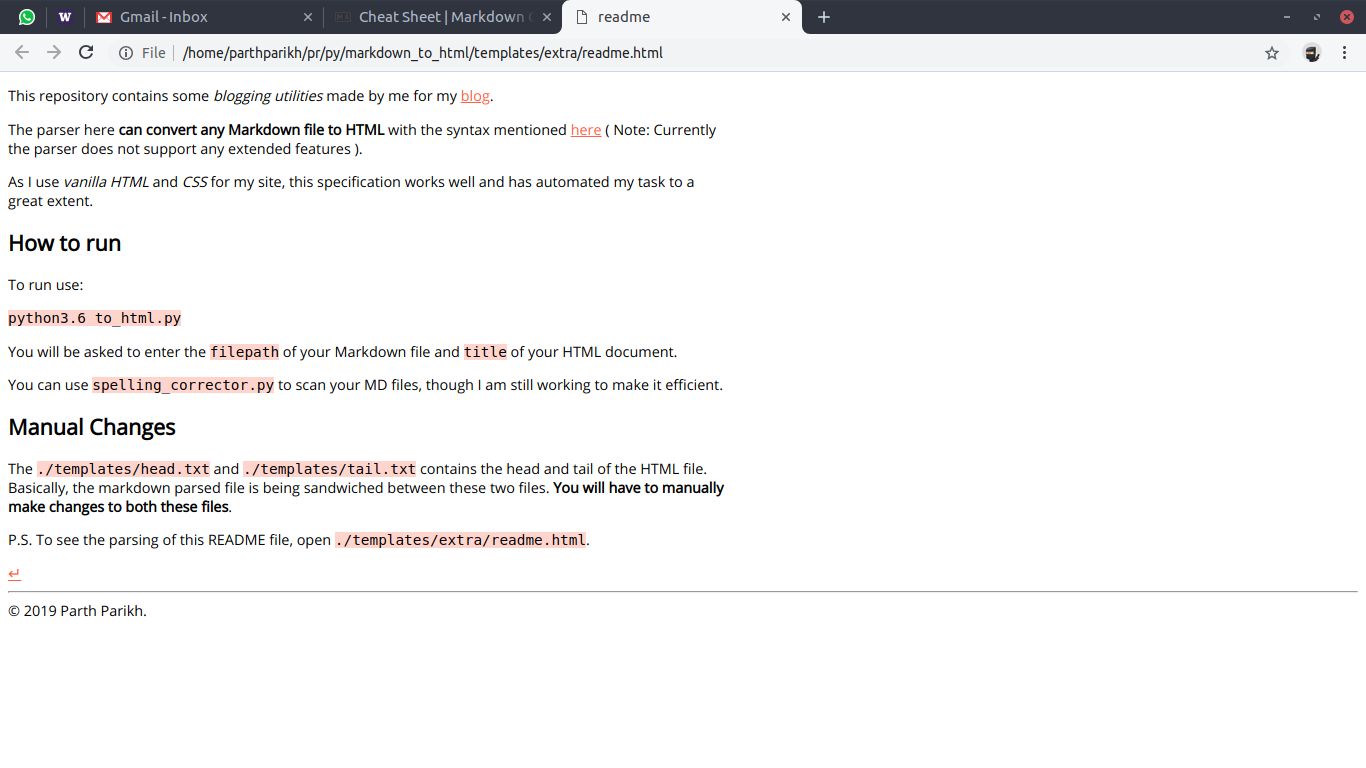 W
Gmail - Inbox
Cheat Sheet | Markdown
readme
File
/home/parthparikh/pr/py/markdown_to_html/templates/extra/readme.html
This repository contains some blogging utilities made by me for my blog.
The parser here can convert any Markdown file to HTML with the syntax mentioned here ( Note: Currently
the parser does not support any extended features ).
As I use vanilla HTML and CSS for my site, this specification works well and has automated my task to a
great extent.
How to run
To run use:
python3.6 to_html.py
You will be asked to enter the filepath of your Markdown file and title of your HTML document.
You can use spelling_corrector.py to scan your MD files, though I am still working to make it efficient.
Manual Changes
The ./templates/head.txt and ./templates/tail.txt contains the head and tail of the HTML file.
Basically, the markdown parsed file is being sandwiched between these two files. You will have to manually
make changes to both these files.
P.S. To see the parsing of this README file, open ./templates/extra/readme.html.
↵
© 2019 Parth Parikh.